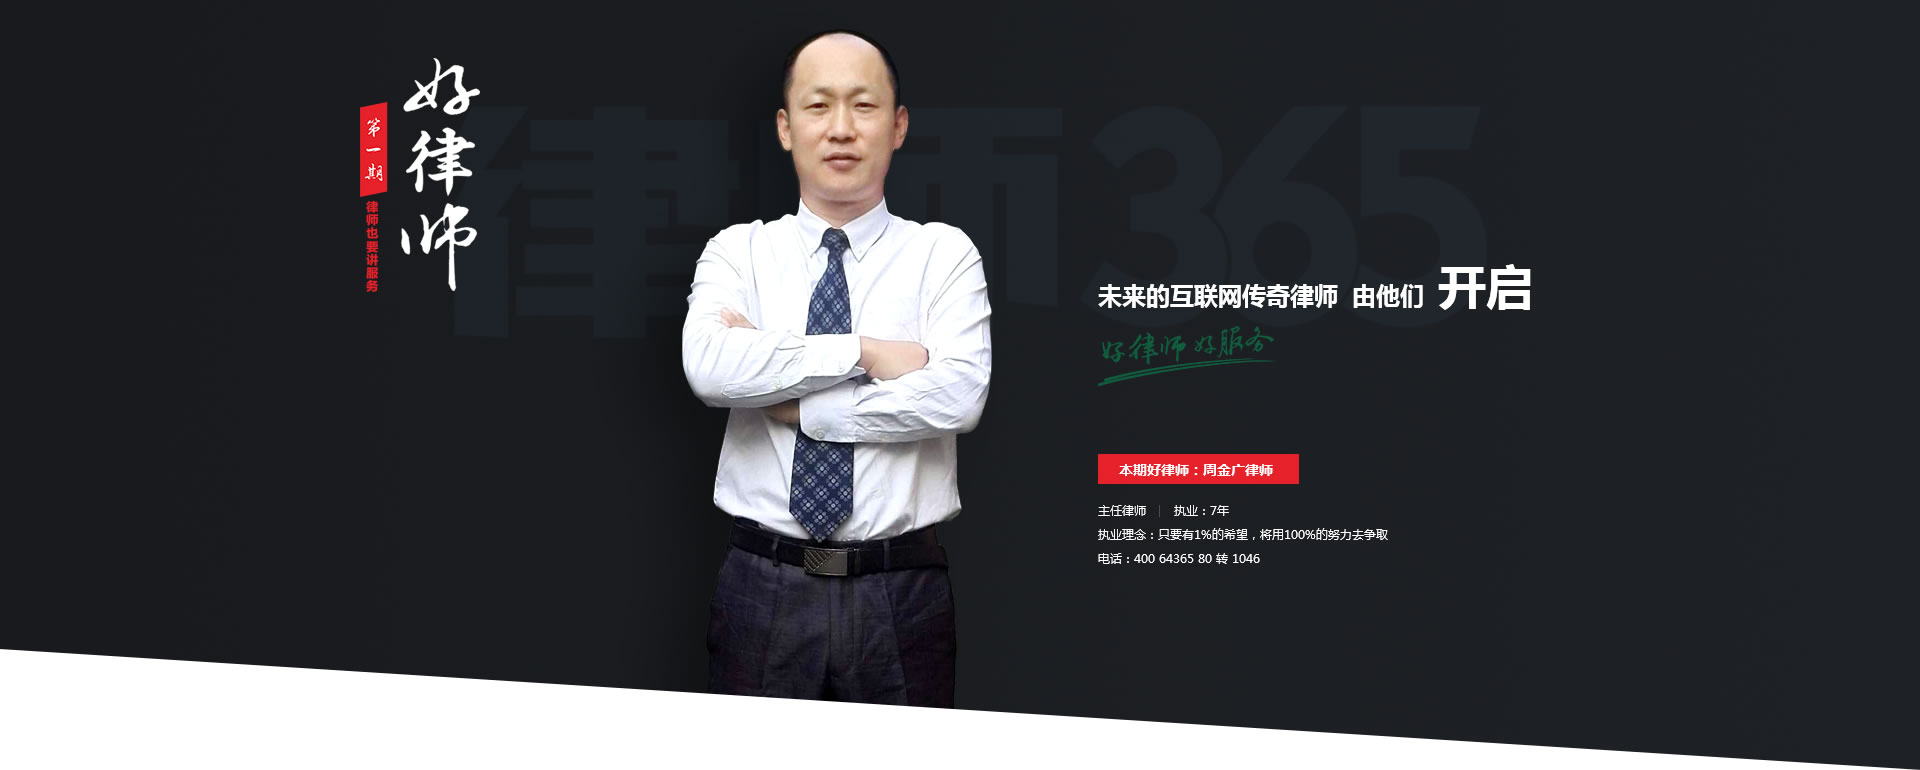 好律师
第一期
律师也要讲服务
律师365
未来的互联网传奇律师 由他们 开启
好律师 好服务
本期好律师：周金广律师
主任律师 | 执业：7年
执业理念：只要有1%的希望，将用100%的努力去争取
电话：400 64365 80 转 1046